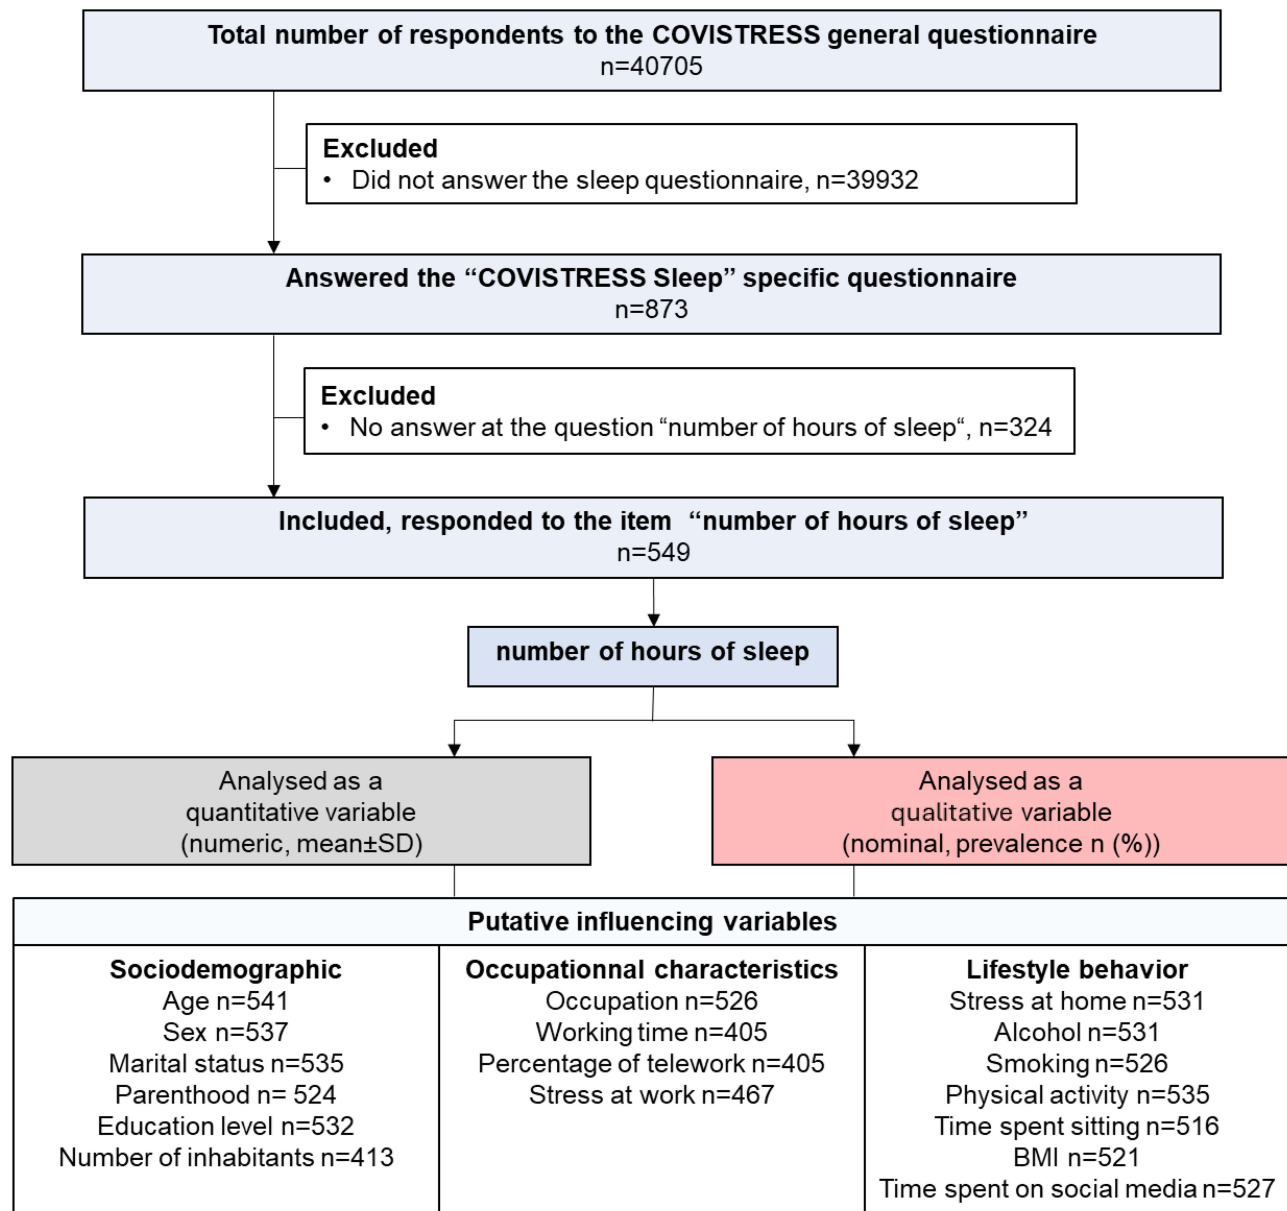 Total number of respondents to the COVISTRESS general questionnaire
n=40705
Excluded
• Did not answer the sleep questionnaire, n=39932
Answered the “COVISTRESS Sleep” specific questionnaire
n=873
Excluded
• No answer at the question “number of hours of sleep“, n=324
Included, responded to the item “number of hours of sleep”
n=549
number of hours of sleep
Analysed as a
quantitative variable
(numeric, mean±SD)
Analysed as a
qualitative variable
(nominal, prevalence n (%))
Putative influencing variables
Sociodemographic
Age n=541
Sex n=537
Marital status n=535
Parenthood n= 524
Education level n=532
Number of inhabitants n=413
Occupationnal characteristics
Occupation n=526
Working time n=405
Percentage of telework n=405
Stress at work n=467
Lifestyle behavior
Stress at home n=531
Alcohol n=531
Smoking n=526
Physical activity n=535
Time spent sitting n=516
BMI n=521
Time spent on social media n=527